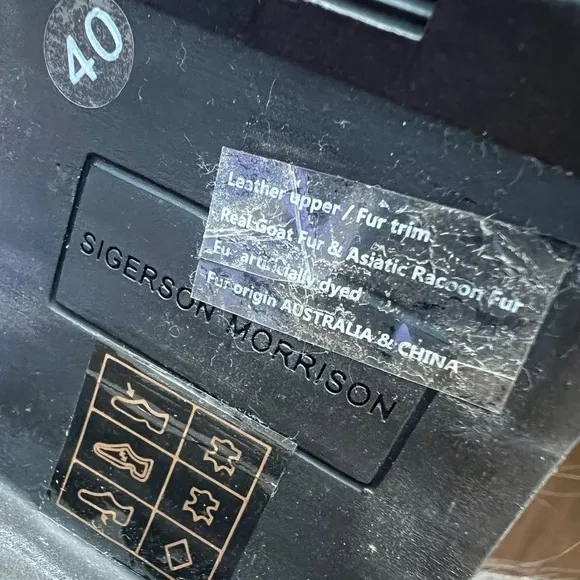 40
Leather upper / Fur trim
Real Goat Fur & Asiatic Racoon Fur
Fur artificially dyed
Fur origin AUSTRALIA & CHINA
SIGERSON MORRISON